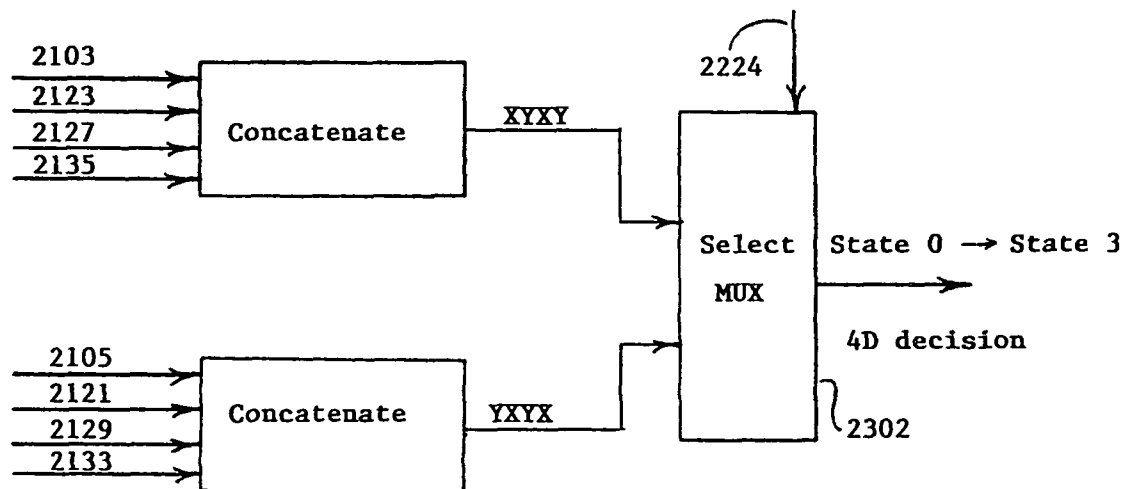 2103
2123
2127
2135
Concatenate
XYXY
2224
Select
MUX
State 0 → State 3
4D decision
2302
2105
2121
2129
2133
Concatenate
YXYX